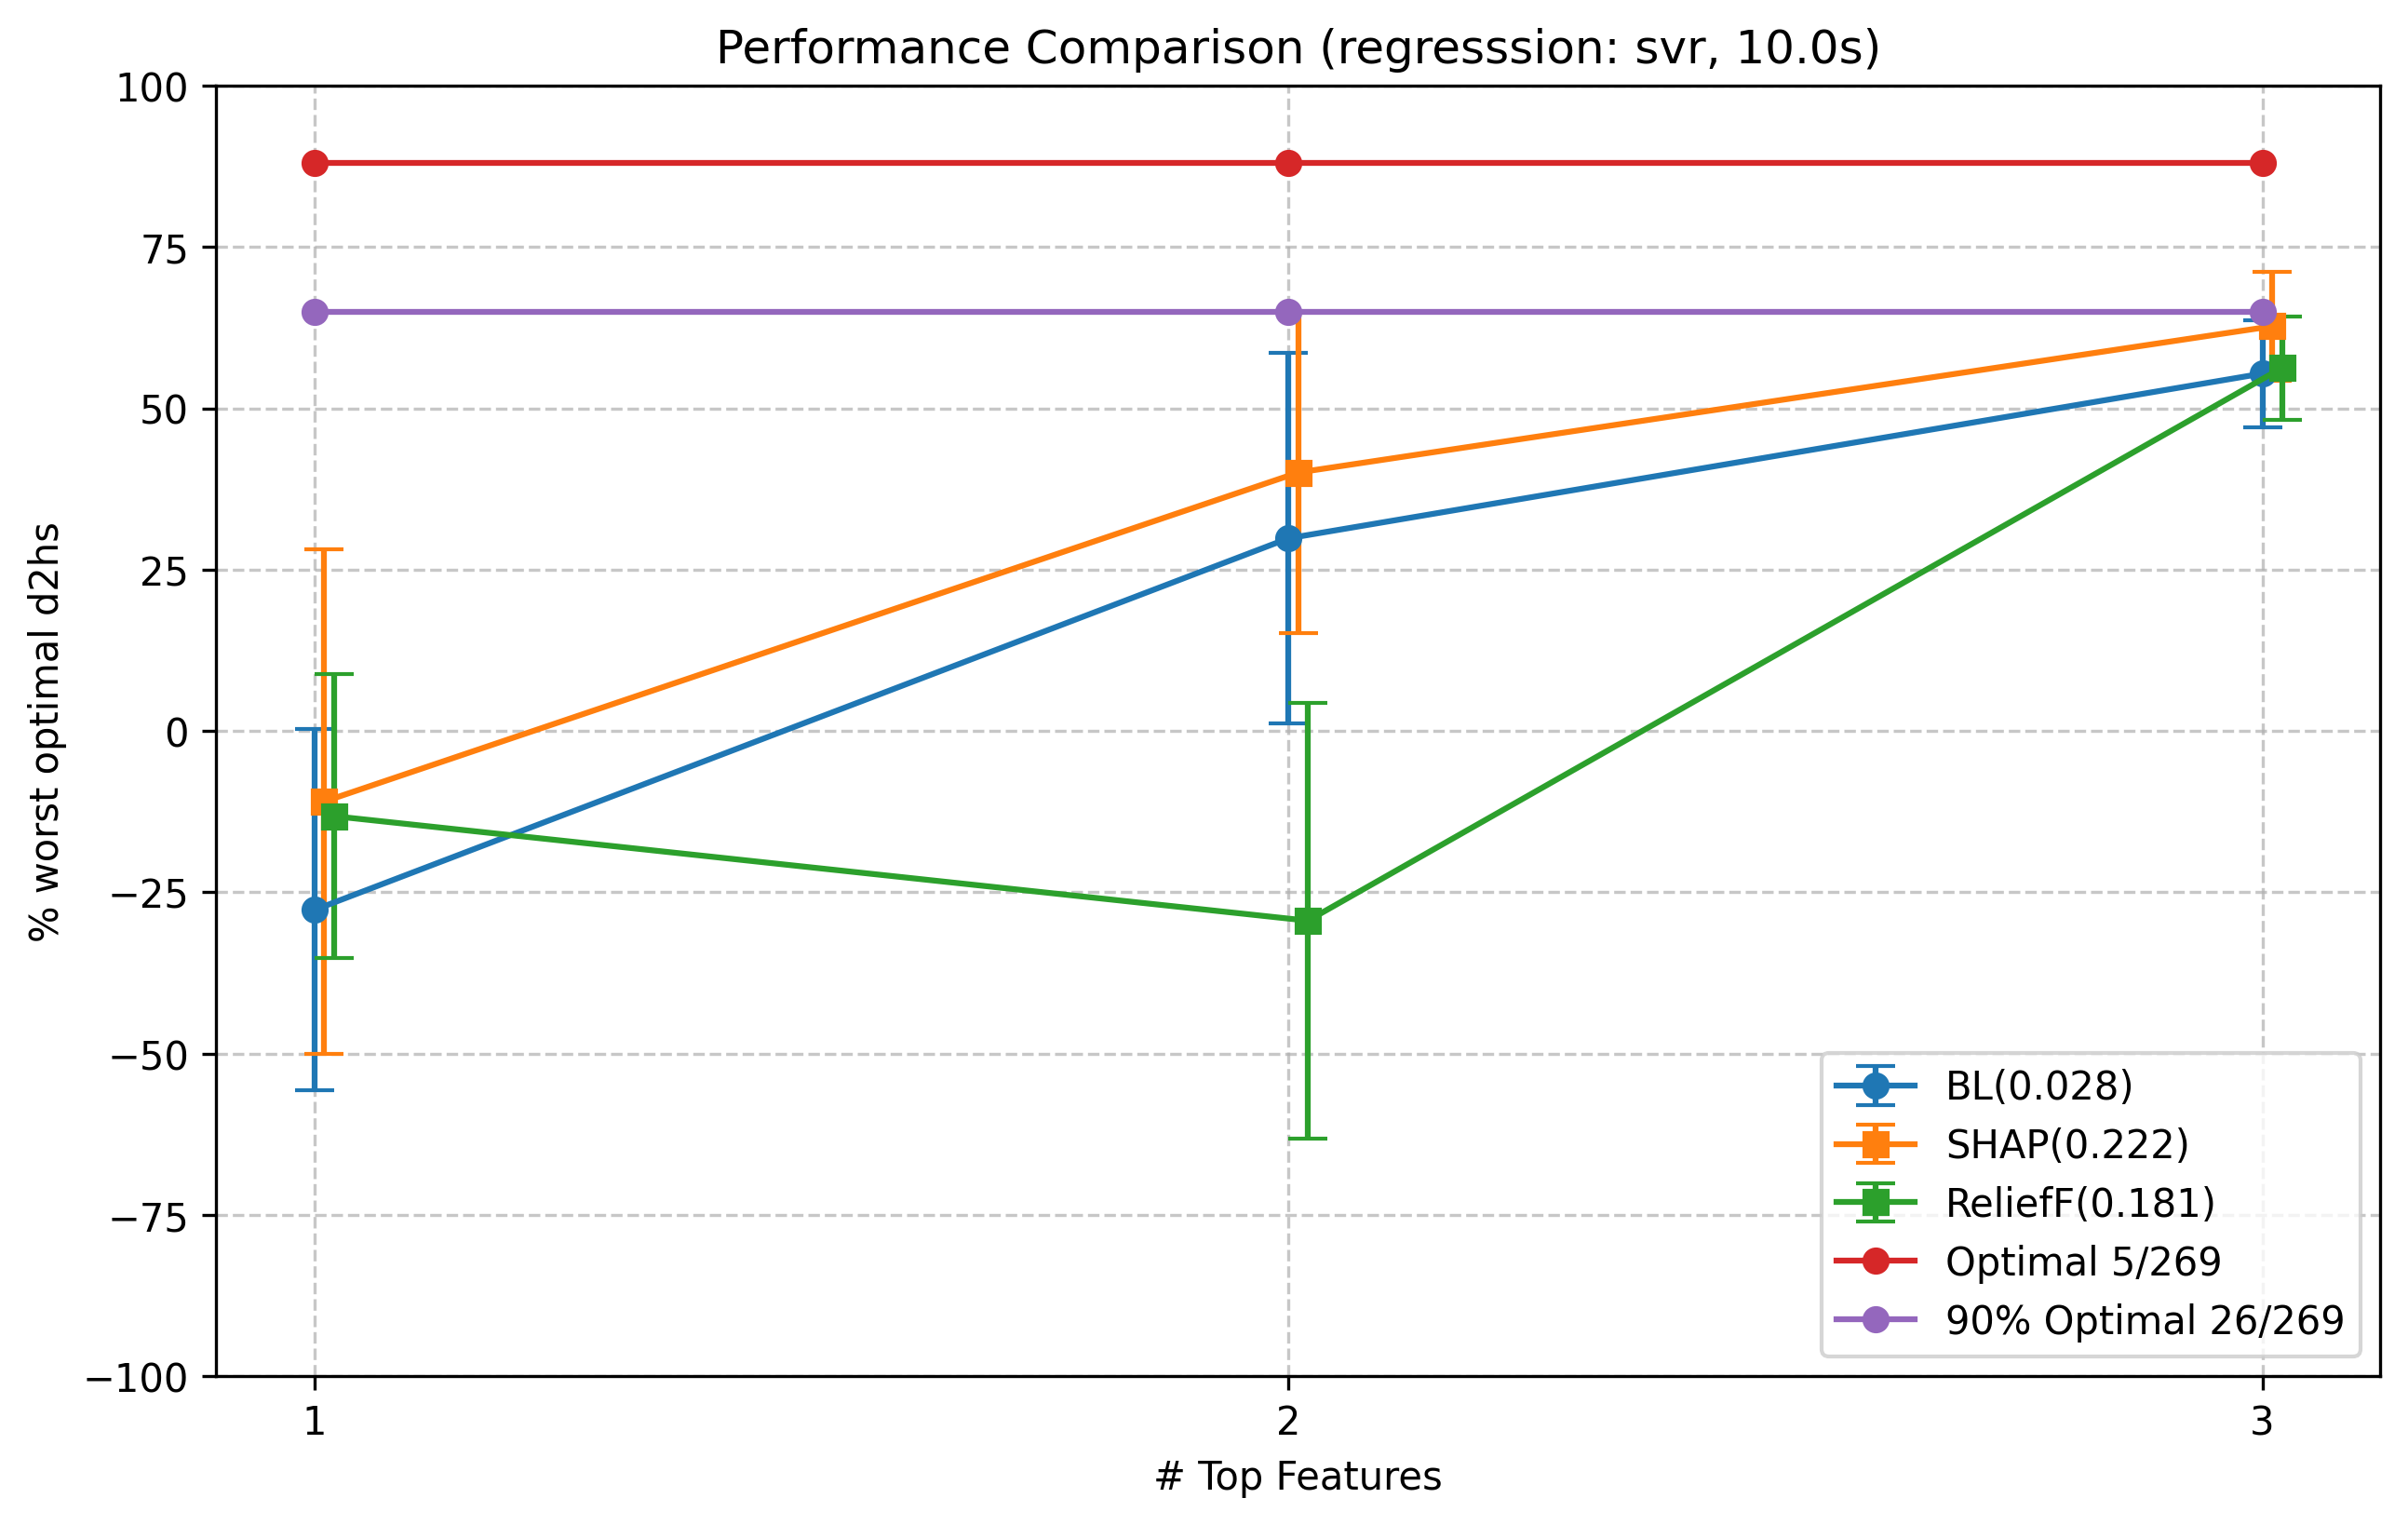 Performance Comparison (regresssion: svr, 10.0s)
% worst optimal d2hs
100
75
50
25
0
−25
−50
−75
−100
1
2
3
# Top Features
BL(0.028)
SHAP(0.222)
ReliefF(0.181)
Optimal 5/269
90% Optimal 26/269